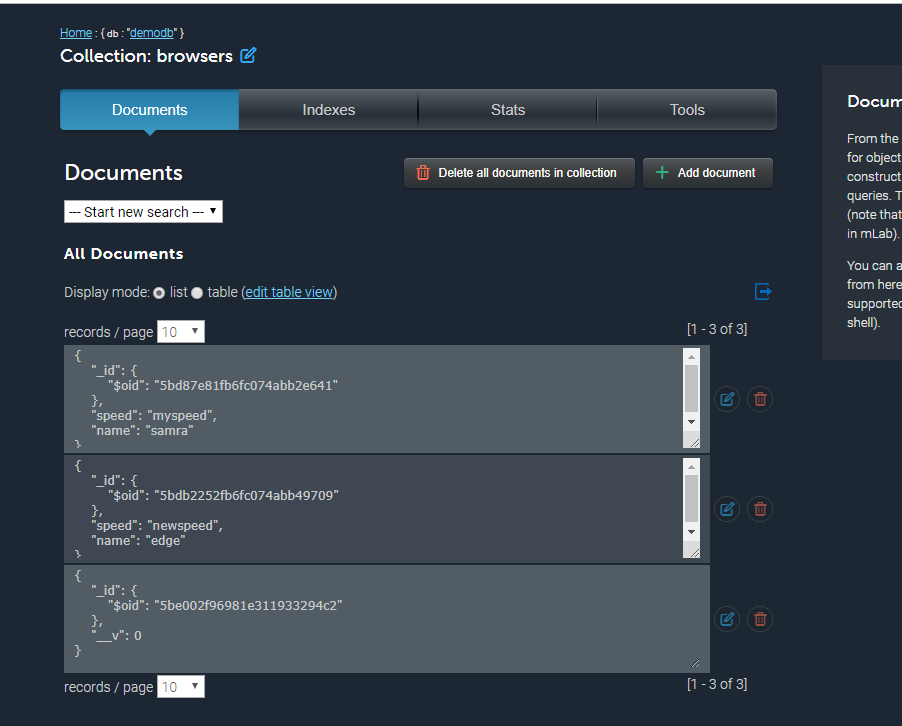 Home : { db : "demodb" }
Collection: browsers
Documents Indexes Stats Tools
Documents
Delete all documents in collection
Add document
--- Start new search ---
All Documents
Display mode: list table (edit table view)
records / page 10
[1 - 3 of 3]
{
"_id": {
"$oid": "5bd87e81fb6fc074abb2e641"
},
"speed": "myspeed",
"name": "samra"
}
{
"_id": {
"$oid": "5bdb2252fb6fc074abb49709"
},
"speed": "newspeed",
"name": "edge"
}
{
"_id": {
"$oid": "5be002f96981e311933294c2"
},
"__v": 0
}
records / page 10
[1 - 3 of 3]
Docum
From the
for object
construct
queries. T
(note that
in mLab).
You can a
from here
supported
shell).